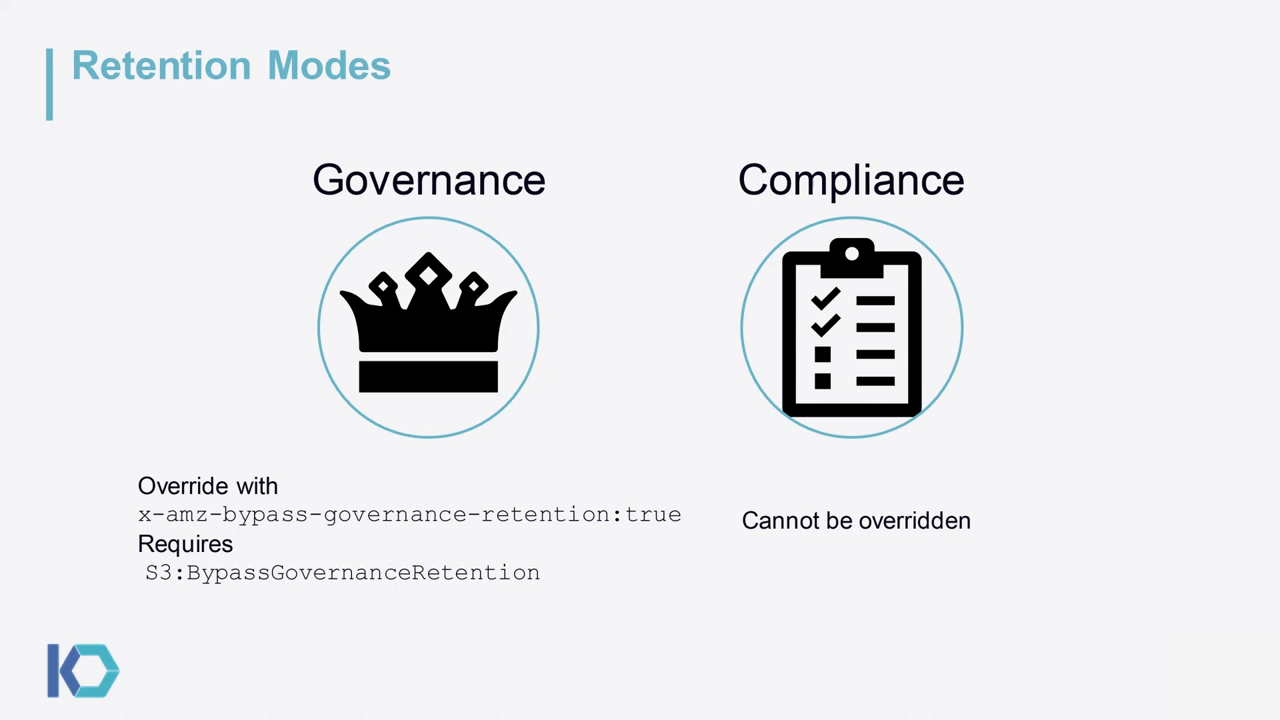 Retention Modes
Governance
Compliance
Override with
x-amz-bypass-governance-retention:true
Requires
S3:BypassGovernanceRetention
Cannot be overridden